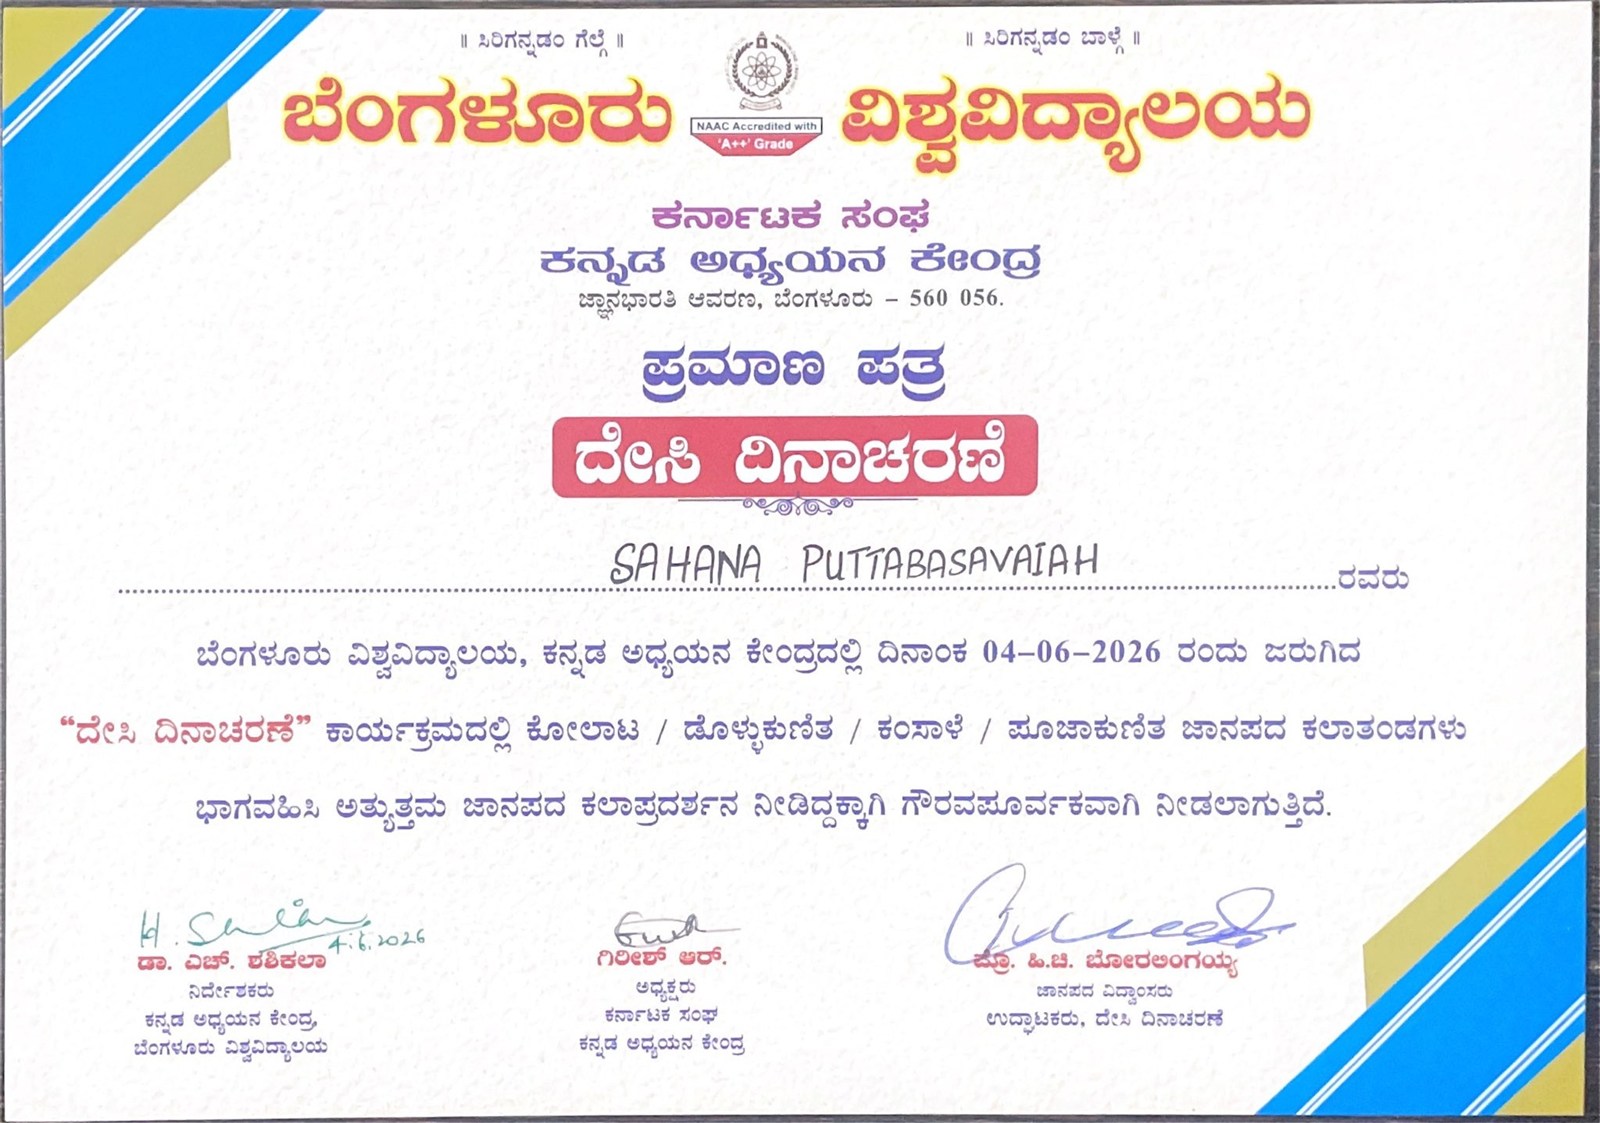 ॥ ಸಿರಿಗನ್ನಡಂ ಗೆಲ್ಗೆ ॥ ॥ ಸಿರಿಗನ್ನಡಂ ಬಾಳ್ಗೆ ॥
ಬೆಂಗಳೂರು ವಿಶ್ವವಿದ್ಯಾಲಯ
NAAC Accredited with
'A++' Grade
ಕರ್ನಾಟಕ ಸಂಘ
ಕನ್ನಡ ಅಧ್ಯಯನ ಕೇಂದ್ರ
ಜ್ಞಾನಭಾರತಿ ಆವರಣ, ಬೆಂಗಳೂರು – 560 056.
ಪ್ರಮಾಣ ಪತ್ರ
ದೇಸಿ ದಿನಾಚರಣೆ
SAHANA PUTTABASAVAIAH ರವರು
ಬೆಂಗಳೂರು ವಿಶ್ವವಿದ್ಯಾಲಯ, ಕನ್ನಡ ಅಧ್ಯಯನ ಕೇಂದ್ರದಲ್ಲಿ ದಿನಾಂಕ 04–06–2026 ರಂದು ಜರುಗಿದ
“ದೇಸಿ ದಿನಾಚರಣೆ” ಕಾರ್ಯಕ್ರಮದಲ್ಲಿ ಕೋಲಾಟ / ಡೊಳ್ಳುಕುಣಿತ / ಕಂಸಾಳೆ / ಪೂಜಾಕುಣಿತ ಜಾನಪದ ಕಲಾತಂಡಗಳು
ಭಾಗವಹಿಸಿ ಅತ್ಯುತ್ತಮ ಜಾನಪದ ಕಲಾಪ್ರದರ್ಶನ ನೀಡಿದ್ದಕ್ಕಾಗಿ ಗೌರವಪೂರ್ವಕವಾಗಿ ನೀಡಲಾಗುತ್ತಿದೆ.
4.6.2026
ಡಾ. ಎಚ್. ಶಶಿಕಲಾ
ನಿರ್ದೇಶಕರು
ಕನ್ನಡ ಅಧ್ಯಯನ ಕೇಂದ್ರ,
ಬೆಂಗಳೂರು ವಿಶ್ವವಿದ್ಯಾಲಯ
ಗಿರೀಶ್ ಆರ್.
ಅಧ್ಯಕ್ಷರು
ಕರ್ನಾಟಕ ಸಂಘ
ಕನ್ನಡ ಅಧ್ಯಯನ ಕೇಂದ್ರ
ಪ್ರೊ. ಹಿ.ಚಿ. ಬೋರಲಿಂಗಯ್ಯ
ಜಾನಪದ ವಿದ್ವಾಂಸರು
ಉದ್ಘಾಟಕರು, ದೇಸಿ ದಿನಾಚರಣೆ